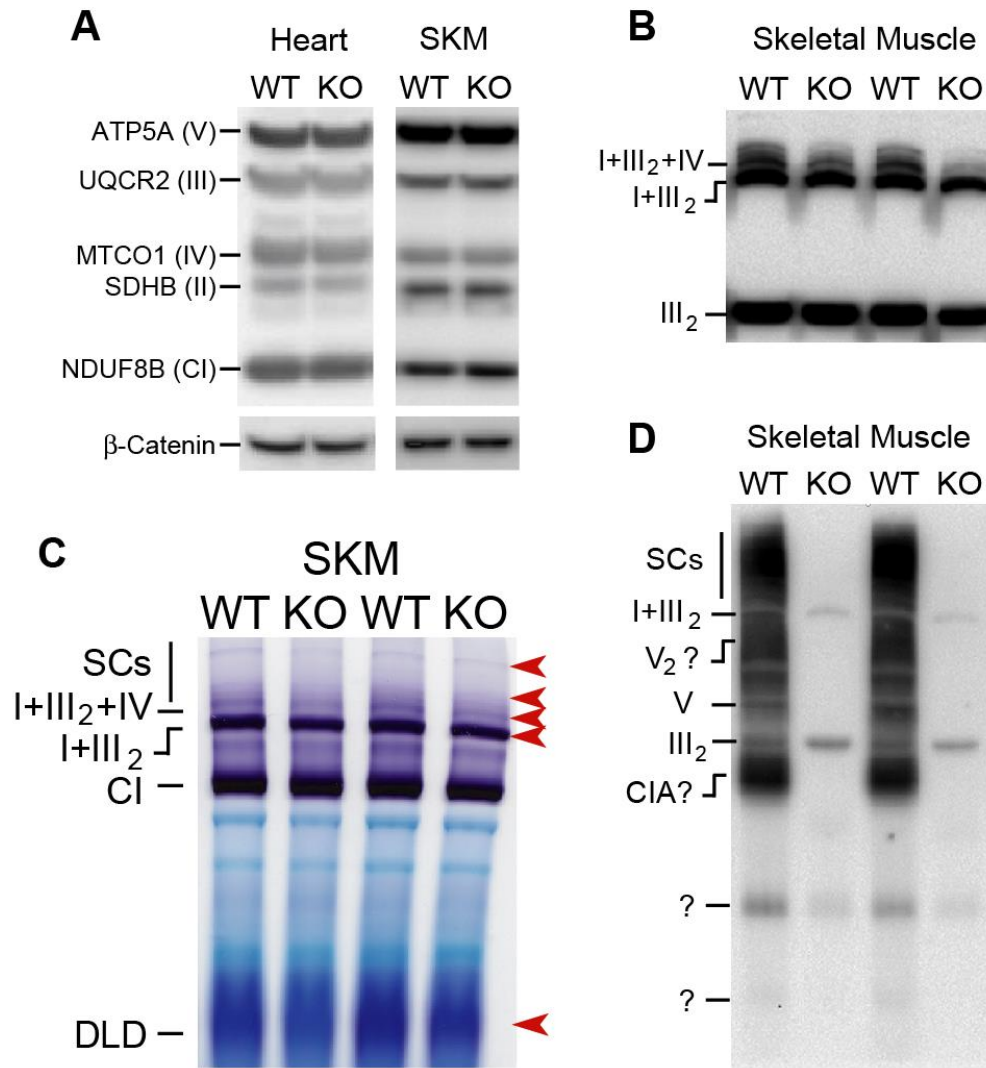 A
Heart SKM
WT KO WT KO
ATP5A (V)
UQCR2 (III)
MTCO1 (IV)
SDHB (II)
NDUF8B (CI)
β-Catenin
B
Skeletal Muscle
WT KO WT KO
I+III₂+IV
I+III₂
III₂
C
SKM
WT KO WT KO
SCs
I+III₂+IV
I+III₂
CI
DLD
D
Skeletal Muscle
WT KO WT KO
SCs
I+III₂
V₂ ?
V
III₂
CIA?
?
?